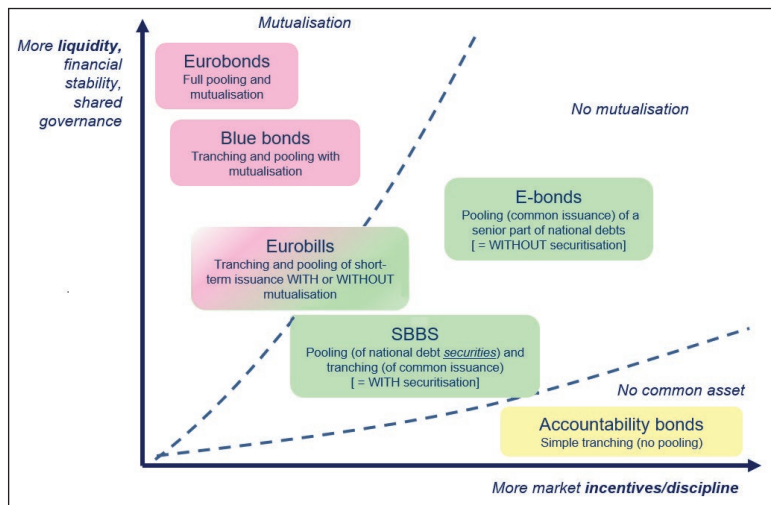 Mutualisation
More liquidity,
financial
stability,
shared
governance
Eurobonds
Full pooling and
mutualisation
No mutualisation
Blue bonds
Tranching and pooling with
mutualisation
E-bonds
Pooling (common issuance) of a
senior part of national debts
[ = WITHOUT securitisation]
Eurobills
Tranching and pooling of short-
term issuance WITH or WITHOUT
mutualisation
SBBS
Pooling (of national debt securities) and
tranching (of common issuance)
[ = WITH securitisation]
No common asset
Accountability bonds
Simple tranching (no pooling)
More market incentives/discipline